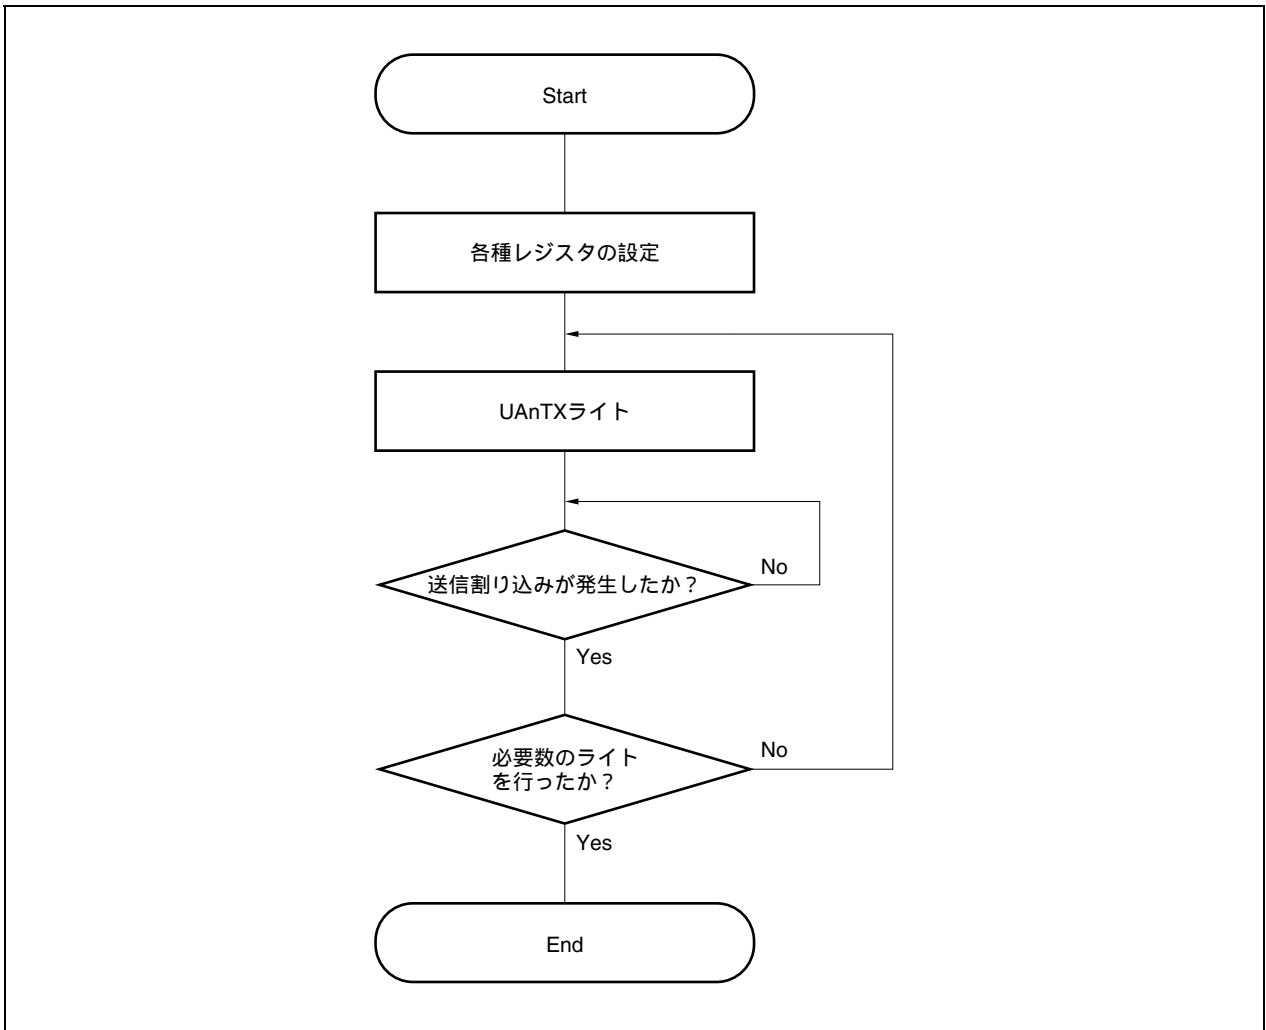 Start
各種レジスタの設定
UAnTXライト
No
送信割り込みが発生したか？
Yes
必要数のライト
を行ったか？
No
Yes
End